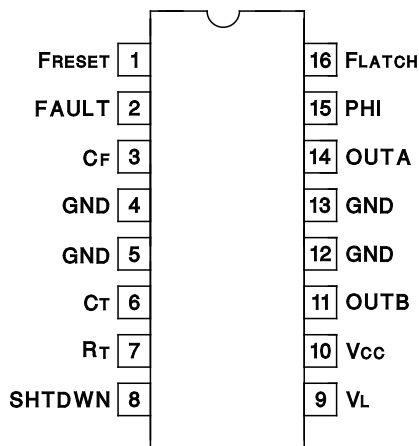 FRESET 1 16 FLATCH
FAULT 2 15 PHI
CF 3 14 OUTA
GND 4 13 GND
GND 5 12 GND
CT 6 11 OUTB
RT 7 10 VCC
SHTDWN 8 9 VL